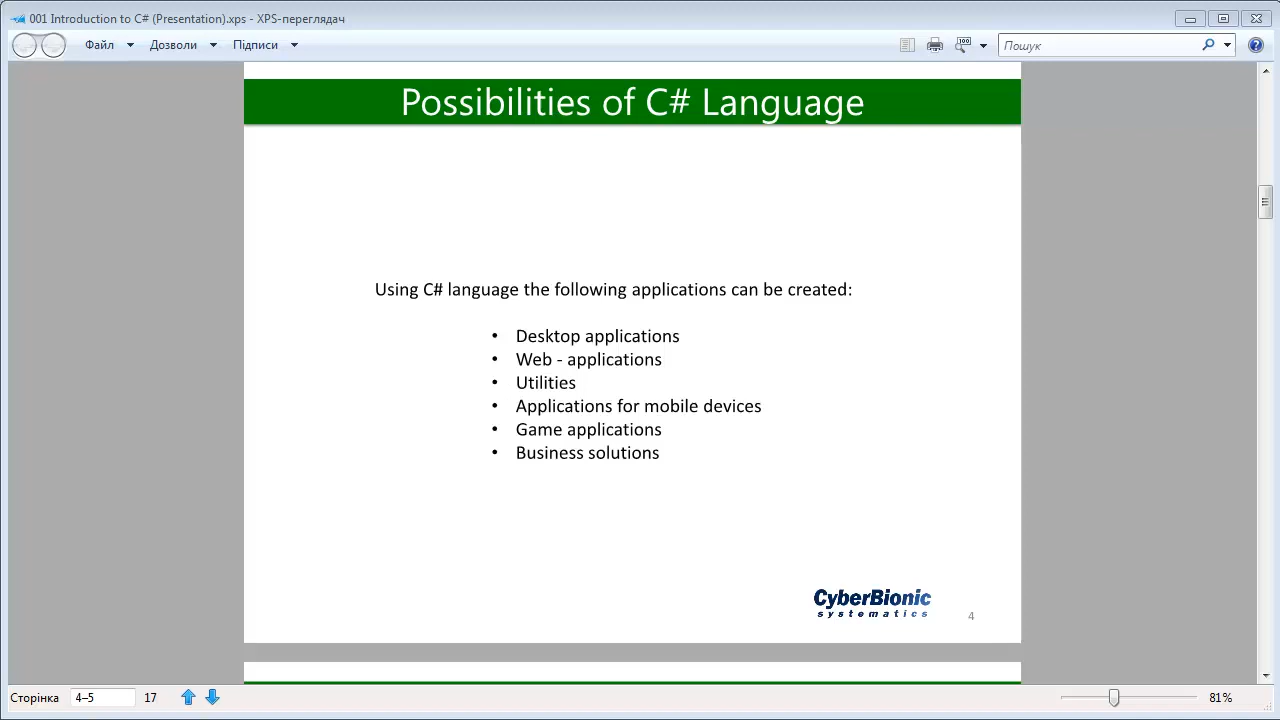 001 Introduction to C# (Presentation).xps - XPS-переглядач
Файл Дозволи Підписи
Пошук
Possibilities of C# Language
Using C# language the following applications can be created:
• Desktop applications
• Web - applications
• Utilities
• Applications for mobile devices
• Game applications
• Business solutions
CyberBionic
systematics
4
Сторінка 4–5 17
81%